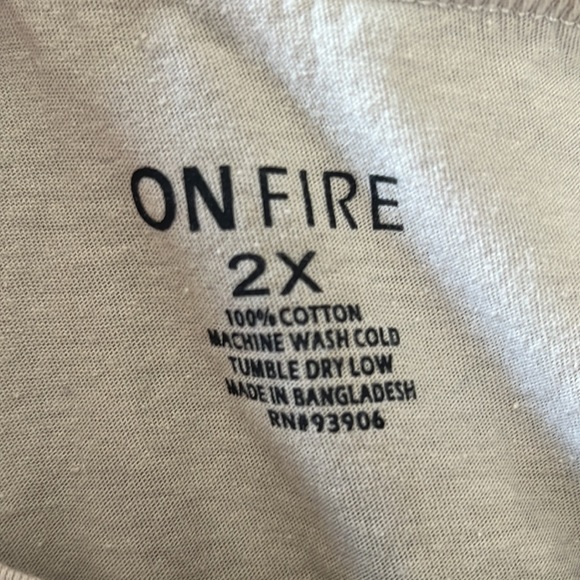 ON FIRE
2X
100% COTTON
MACHINE WASH COLD
TUMBLE DRY LOW
MADE IN BANGLADESH
RN#93906